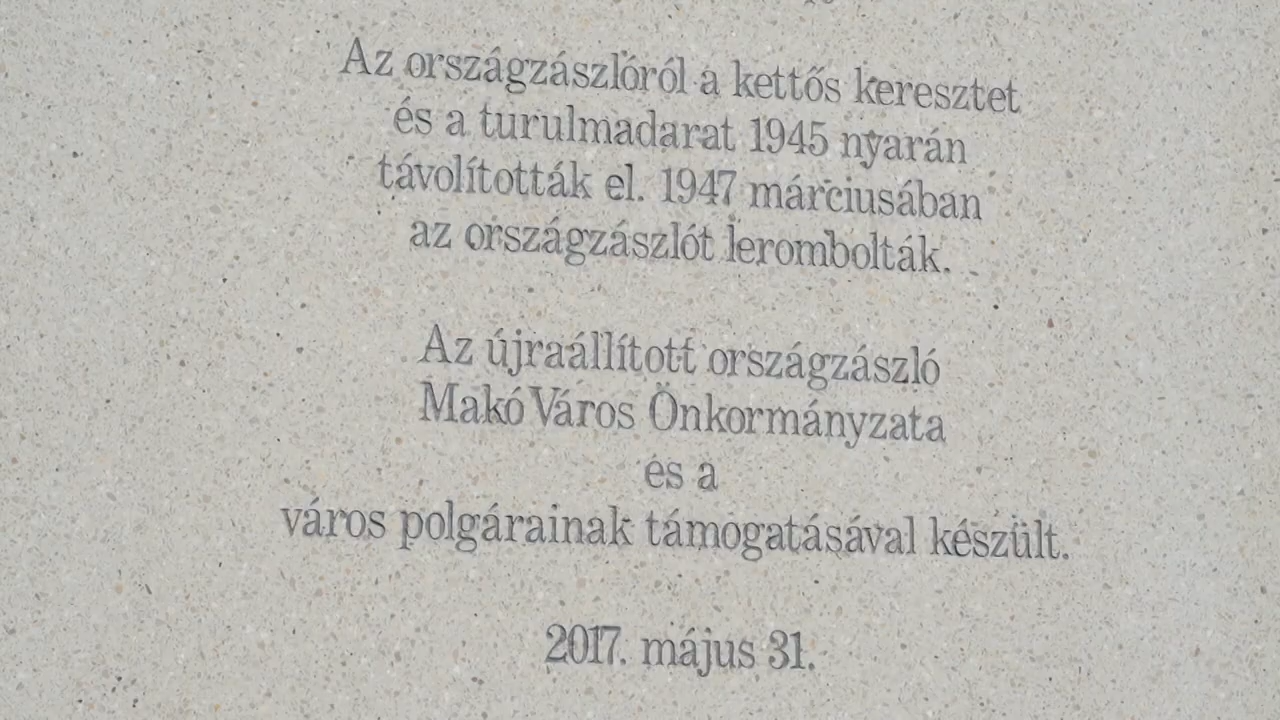 Az országzászlóról a kettős keresztet
és a turulmadarat 1945 nyarán
távolították el. 1947 márciusában
az országzászlót lerombolták.
Az újraállított országzászló
Makó Város Önkormányzata
és a
város polgárainak támogatásával készült.
2017. május 31.